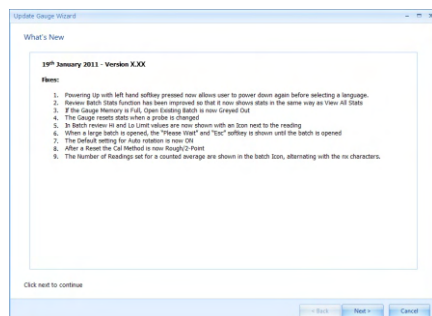 Update Gauge Wizard
What's New
19th January 2011 - Version X.XX
Fixes:
1. Powering Up with left hand softkey pressed now allows user to power down again before selecting a language.
2. Review Batch Stats function has been improved so that it now shows stats in the same way as View All Stats
3. If the Gauge Memory is Full, Open Existing Batch is now Greyed Out
4. The Gauge resets stats when a probe is changed
5. In Batch review Hi and Lo Limit values are now shown with an Icon next to the reading
6. When a large batch is opened, the "Please Wait" and "Esc" softkey is shown until the batch is opened
7. The Default setting for Auto rotation is now ON
8. After a Reset the Cal Method is now Rough/2-Point
9. The Number of Readings set for a counted average are shown in the batch Icon, alternating with the nx characters.
Click next to continue
< Back Next > Cancel